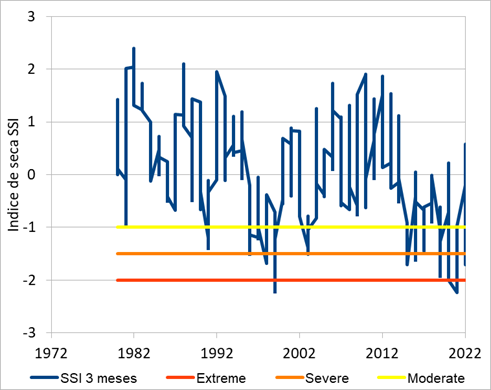 3
2
1
0
-1
-2
-3
Indice de seca SSI
1972 1982 1992 2002 2012 2022
SSI 3 meses Extreme Severe Moderate